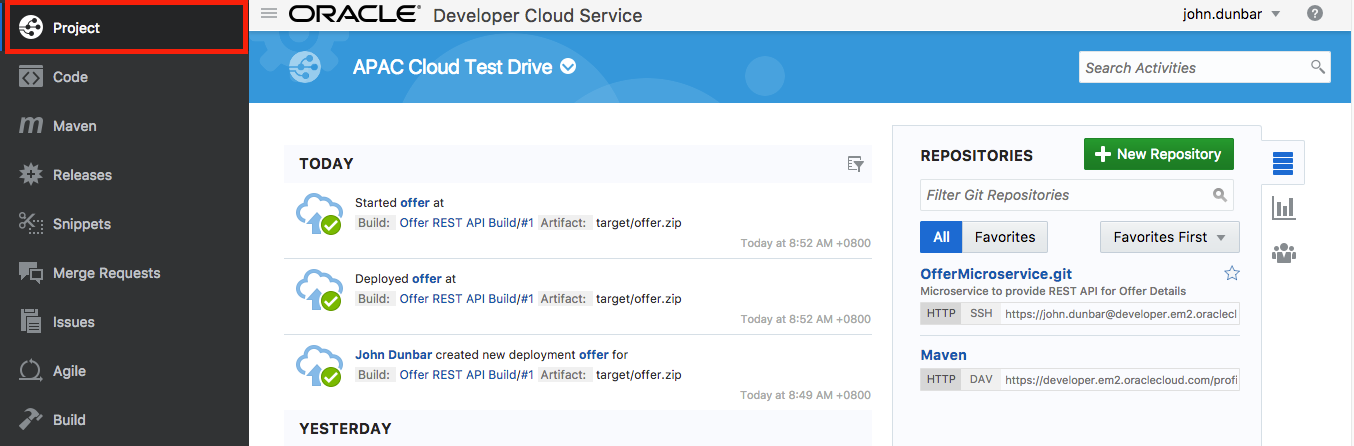 Project
Code
Maven
Releases
Snippets
Merge Requests
Issues
Agile
Build
ORACLE® Developer Cloud Service
john.dunbar
?
APAC Cloud Test Drive
Search Activities
TODAY
Started offer at
Build: Offer REST API Build/#1 Artifact: target/offer.zip
Today at 8:52 AM +0800
Deployed offer at
Build: Offer REST API Build/#1 Artifact: target/offer.zip
Today at 8:52 AM +0800
John Dunbar created new deployment offer for
Build: Offer REST API Build/#1 Artifact: target/offer.zip
Today at 8:49 AM +0800
YESTERDAY
REPOSITORIES
New Repository
Filter Git Repositories
All Favorites Favorites First
OfferMicroservice.git
Microservice to provide REST API for Offer Details
HTTP SSH https://john.dunbar@developer.em2.oraclecl
Maven
HTTP DAV https://developer.em2.oraclecloud.com/profi